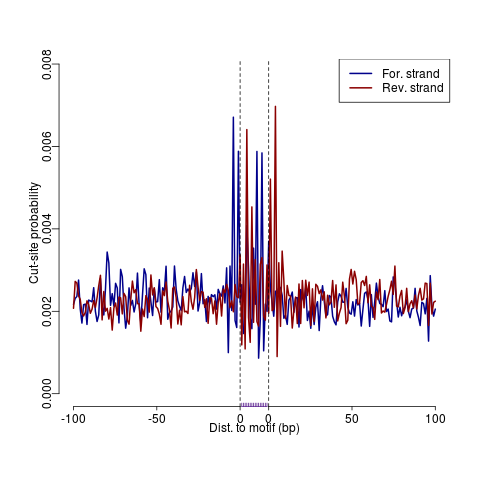 For. strand
Rev. strand
Cut-site probability
0.008
0.006
0.004
0.002
0.000
-100 -50 0 0 50 100
Dist. to motif (bp)